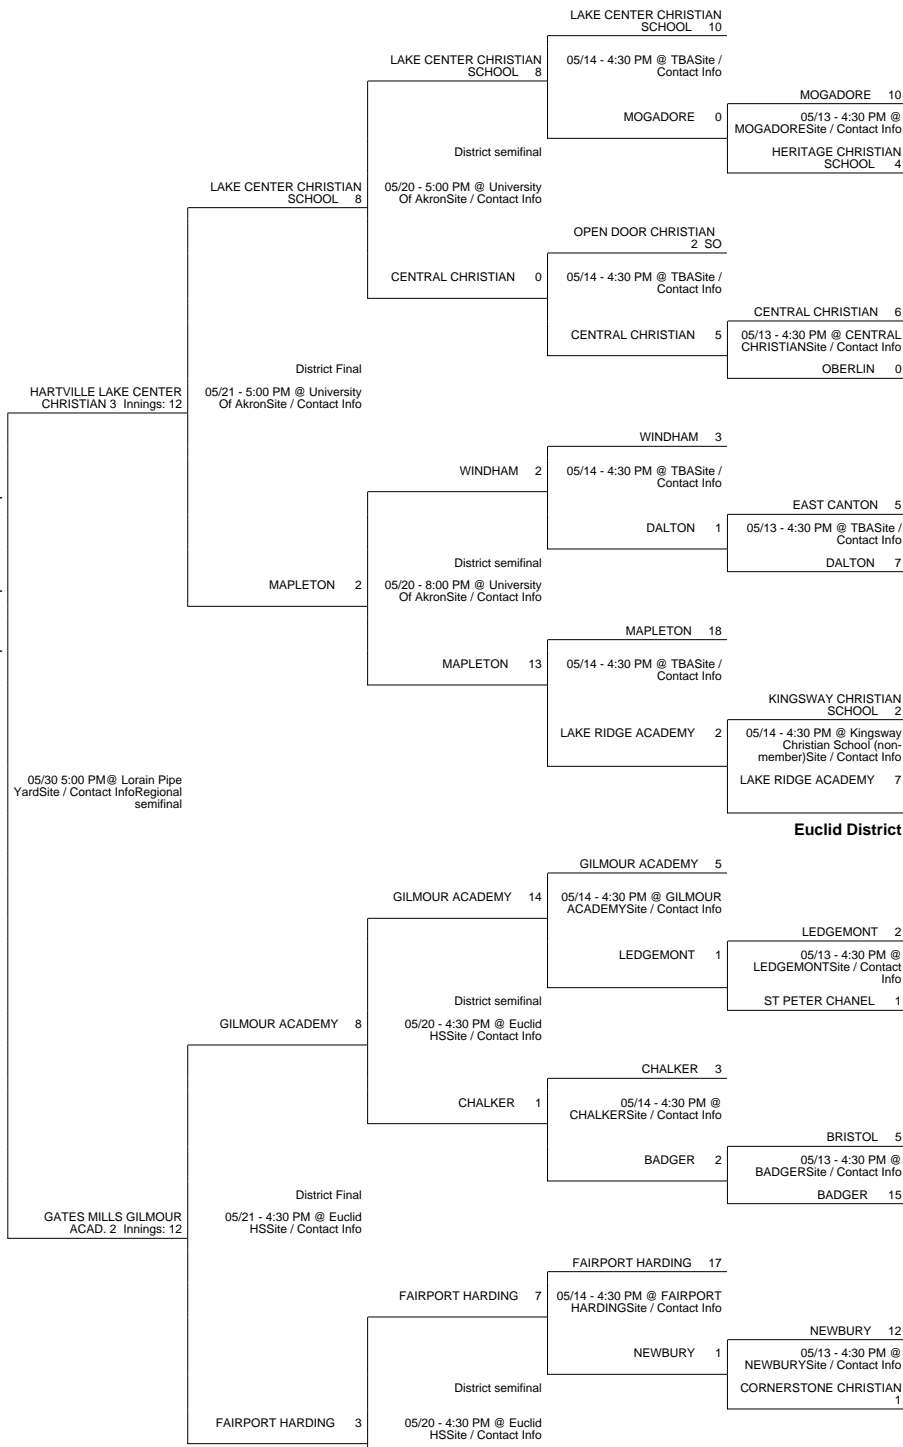 LAKE CENTER CHRISTIAN
SCHOOL 10
LAKE CENTER CHRISTIAN
SCHOOL 8
05/14 - 4:30 PM @ TBASite /
Contact Info
MOGADORE 10
MOGADORE 0
05/13 - 4:30 PM @
MOGADORESite / Contact Info
HERITAGE CHRISTIAN
SCHOOL 4
District semifinal
LAKE CENTER CHRISTIAN
SCHOOL 8
05/20 - 5:00 PM @ University
Of AkronSite / Contact Info
OPEN DOOR CHRISTIAN
2 SO
CENTRAL CHRISTIAN 0
05/14 - 4:30 PM @ TBASite /
Contact Info
CENTRAL CHRISTIAN 6
CENTRAL CHRISTIAN 5
05/13 - 4:30 PM @ CENTRAL
CHRISTIANSite / Contact Info
OBERLIN 0
District Final
HARTVILLE LAKE CENTER
CHRISTIAN 3 Innings: 12
05/21 - 5:00 PM @ University
Of AkronSite / Contact Info
WINDHAM 3
WINDHAM 2
05/14 - 4:30 PM @ TBASite /
Contact Info
EAST CANTON 5
DALTON 1
05/13 - 4:30 PM @ TBASite /
Contact Info
DALTON 7
District semifinal
MAPLETON 2
05/20 - 8:00 PM @ University
Of AkronSite / Contact Info
MAPLETON 18
MAPLETON 13
05/14 - 4:30 PM @ TBASite /
Contact Info
KINGSWAY CHRISTIAN
SCHOOL 2
LAKE RIDGE ACADEMY 2
05/14 - 4:30 PM @ Kingsway
Christian School (non-
member)Site / Contact Info
LAKE RIDGE ACADEMY 7
05/30 5:00 PM@ Lorain Pipe
YardSite / Contact InfoRegional
semifinal
Euclid District
GILMOUR ACADEMY 5
GILMOUR ACADEMY 14
05/14 - 4:30 PM @ GILMOUR
ACADEMYSite / Contact Info
LEDGEMONT 2
LEDGEMONT 1
05/13 - 4:30 PM @
LEDGEMONTSite / Contact
Info
ST PETER CHANEL 1
District semifinal
GILMOUR ACADEMY 8
05/20 - 4:30 PM @ Euclid
HSSite / Contact Info
CHALKER 3
CHALKER 1
05/14 - 4:30 PM @
CHALKERSite / Contact Info
BRISTOL 5
BADGER 2
05/13 - 4:30 PM @
BADGERSite / Contact Info
BADGER 15
District Final
GATES MILLS GILMOUR
ACAD. 2 Innings: 12
05/21 - 4:30 PM @ Euclid
HSSite / Contact Info
FAIRPORT HARDING 17
FAIRPORT HARDING 7
05/14 - 4:30 PM @ FAIRPORT
HARDINGSite / Contact Info
NEWBURY 12
NEWBURY 1
05/13 - 4:30 PM @
NEWBURYSite / Contact Info
CORNERSTONE CHRISTIAN
1
District semifinal
FAIRPORT HARDING 3
05/20 - 4:30 PM @ Euclid
HSSite / Contact Info